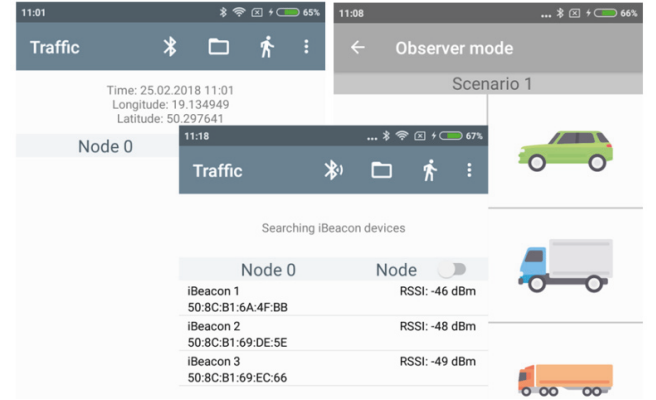 11:01 65%
Traffic
Time: 25.02.2018 11:01
Longitude: 19.134949
Latitude: 50.297641
Node 0
11:08 ... 66%
Observer mode
Scenario 1
11:18 ... 67%
Traffic
Searching iBeacon devices
Node 0 Node
iBeacon 1 RSSI: -46 dBm
50:8C:B1:6A:4F:BB
iBeacon 2 RSSI: -48 dBm
50:8C:B1:69:DE:5E
iBeacon 3 RSSI: -49 dBm
50:8C:B1:69:EC:66